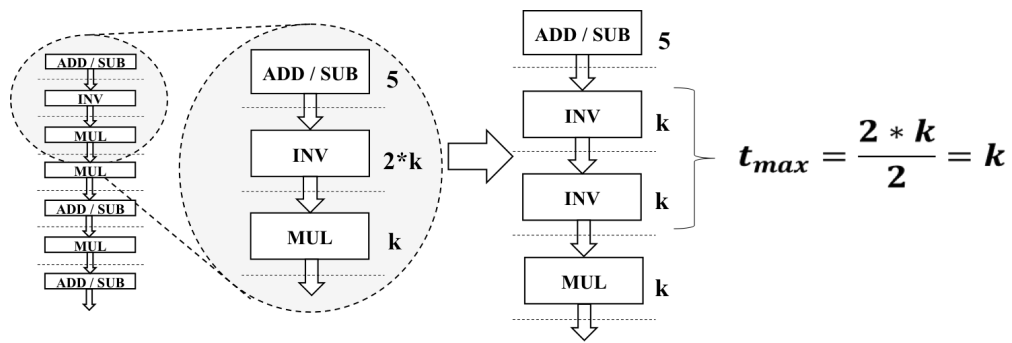 ADD / SUB
INV
MUL
MUL
ADD / SUB
MUL
ADD / SUB
ADD / SUB 5
INV 2*k
MUL k
ADD / SUB 5
INV k
INV k
MUL k
t_max = (2 * k) / 2 = k